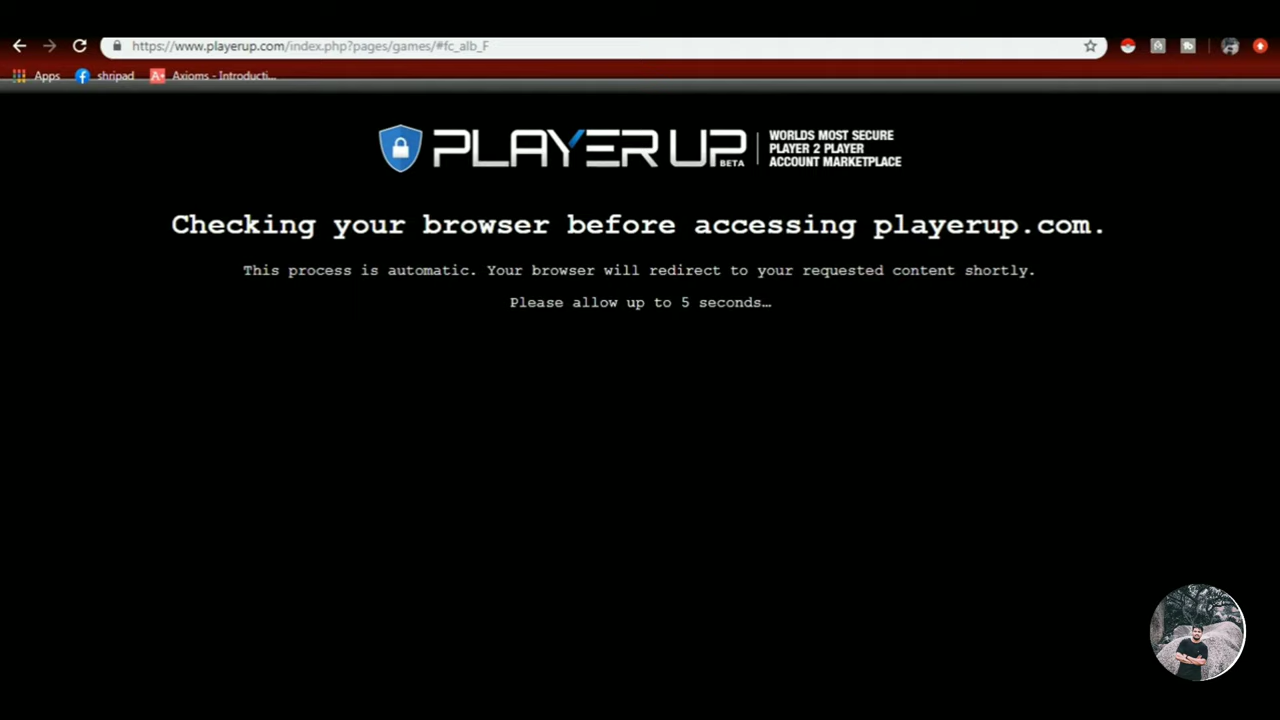 https://www.playerup.com/index.php?pages/games/#fc_alb_F
Apps shripad A+ Axioms - Introducti...
PLAYER UP BETA
WORLDS MOST SECURE
PLAYER 2 PLAYER
ACCOUNT MARKETPLACE
Checking your browser before accessing playerup.com.
This process is automatic. Your browser will redirect to your requested content shortly.
Please allow up to 5 seconds…